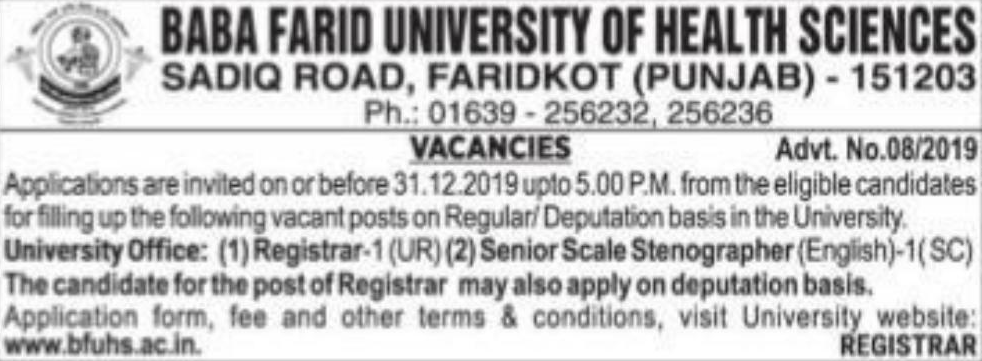 BABA FARID UNIVERSITY OF HEALTH SCIENCES
SADIQ ROAD, FARIDKOT (PUNJAB) - 151203
Ph.: 01639 - 256232, 256236
VACANCIES
Advt. No.08/2019
Applications are invited on or before 31.12.2019 upto 5.00 P.M. from the eligible candidates
for filling up the following vacant posts on Regular/ Deputation basis in the University.
University Office: (1) Registrar-1 (UR) (2) Senior Scale Stenographer (English)-1( SC)
The candidate for the post of Registrar may also apply on deputation basis.
Application form, fee and other terms & conditions, visit University website:
www.bfuhs.ac.in.
REGISTRAR